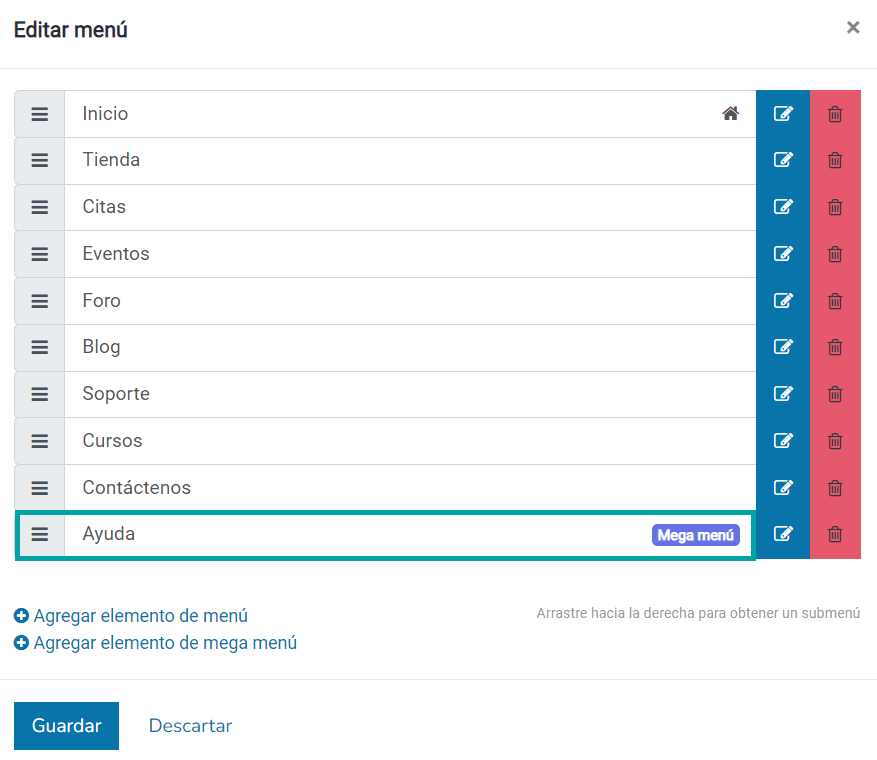 Editar menú
Inicio
Tienda
Citas
Eventos
Foro
Blog
Soporte
Cursos
Contáctenos
Ayuda Mega menú
Agregar elemento de menú
Arrastre hacia la derecha para obtener un submenú
Agregar elemento de mega menú
Guardar Descartar